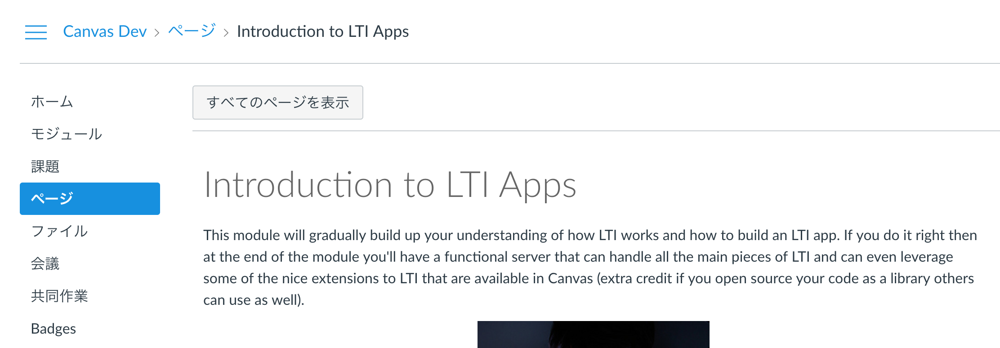 Canvas Dev > ページ > Introduction to LTI Apps
ホーム
モジュール
課題
ページ
ファイル
会議
共同作業
Badges
すべてのページを表示
Introduction to LTI Apps
This module will gradually build up your understanding of how LTI works and how to build an LTI app. If you do it right then
at the end of the module you'll have a functional server that can handle all the main pieces of LTI and can even leverage
some of the nice extensions to LTI that are available in Canvas (extra credit if you open source your code as a library others
can use as well).